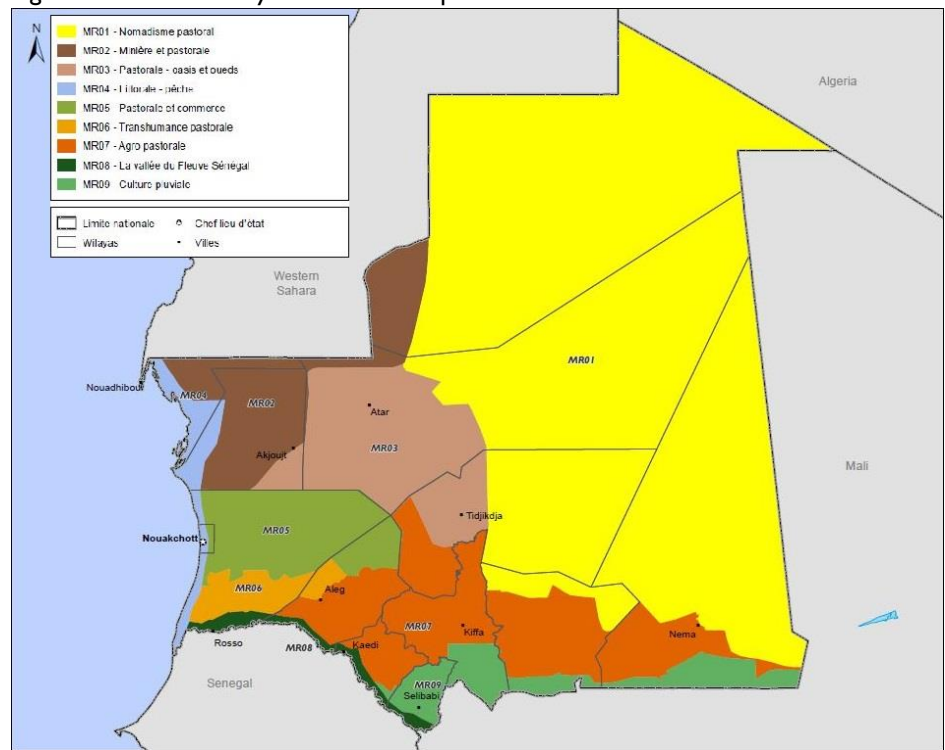 N
MR01 - Nomadisme pastoral
MR02 - Minière et pastorale
MR03 - Pastorale - oasis et oueds
MR04 - Littorale - pêche
MR05 - Pastorale et commerce
MR06 - Transhumance pastorale
MR07 - Agro pastorale
MR08 - La vallée du Fleuve Sénégal
MR09 - Culture pluviale
Limite nationale
Chef lieu d'état
Wilayas
Villes
Algeria
Western
Sahara
MR01
Nouadhibou
MR04
MR02
Atar
Akjoujt
MR03
Mali
Tidjikdja
MR05
Nouakchott
MR06
Aleg
MR07
Kiffa
Nema
Rosso
MR08
Kaedi
Senegal
MR09
Selibabi